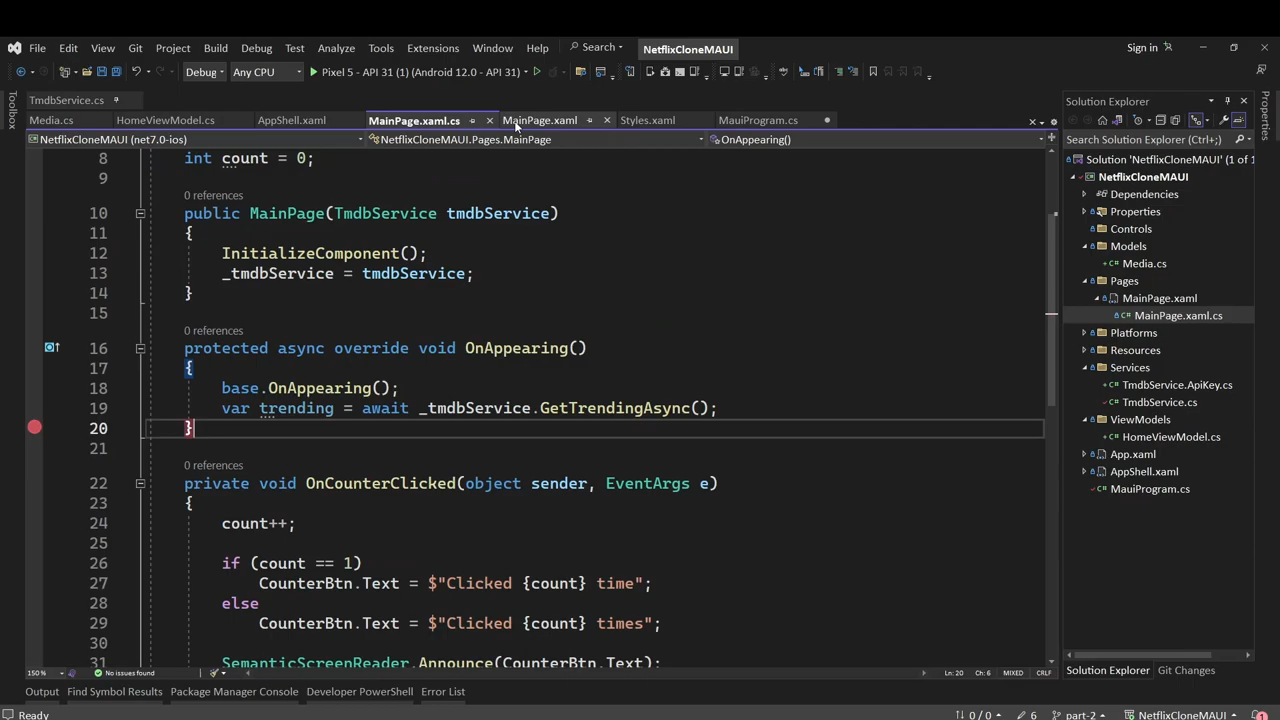 File Edit View Git Project Build Debug Test Analyze Tools Extensions Window Help Search NetflixCloneMAUI Sign in
Debug Any CPU Pixel 5 - API 31 (1) (Android 12.0 - API 31)
TmdbService.cs
Media.cs HomeViewModel.cs AppShell.xaml MainPage.xaml.cs MainPage.xaml Styles.xaml MauiProgram.cs
NetflixCloneMAUI (net7.0-ios) NetflixCloneMAUI.Pages.MainPage OnAppearing()
8 int count = 0;
9
0 references
10 public MainPage(TmdbService tmdbService)
11 {
12 InitializeComponent();
13 _tmdbService = tmdbService;
14 }
15
0 references
16 protected async override void OnAppearing()
17 {
18 base.OnAppearing();
19 var trending = await _tmdbService.GetTrendingAsync();
20 }
21
0 references
22 private void OnCounterClicked(object sender, EventArgs e)
23 {
24 count++;
25
26 if (count == 1)
27 CounterBtn.Text = $"Clicked {count} time";
28 else
29 CounterBtn.Text = $"Clicked {count} times";
30
31 SemanticScreenReader.Announce(CounterBtn.Text);
150 % No issues found Ln: 20 Ch: 6 MIXED CRLF
Output Find Symbol Results Package Manager Console Developer PowerShell Error List
Ready 0 / 0 6 part-2 NetflixCloneMAUI 1
Toolbox
Solution Explorer
Search Solution Explorer (Ctrl+;)
Solution 'NetflixCloneMAUI' (1 of 1
NetflixCloneMAUI
Dependencies
Properties
Controls
Models
Media.cs
Pages
MainPage.xaml
MainPage.xaml.cs
Platforms
Resources
Services
TmdbService.ApiKey.cs
TmdbService.cs
ViewModels
HomeViewModel.cs
App.xaml
AppShell.xaml
MauiProgram.cs
Solution Explorer Git Changes
Properties